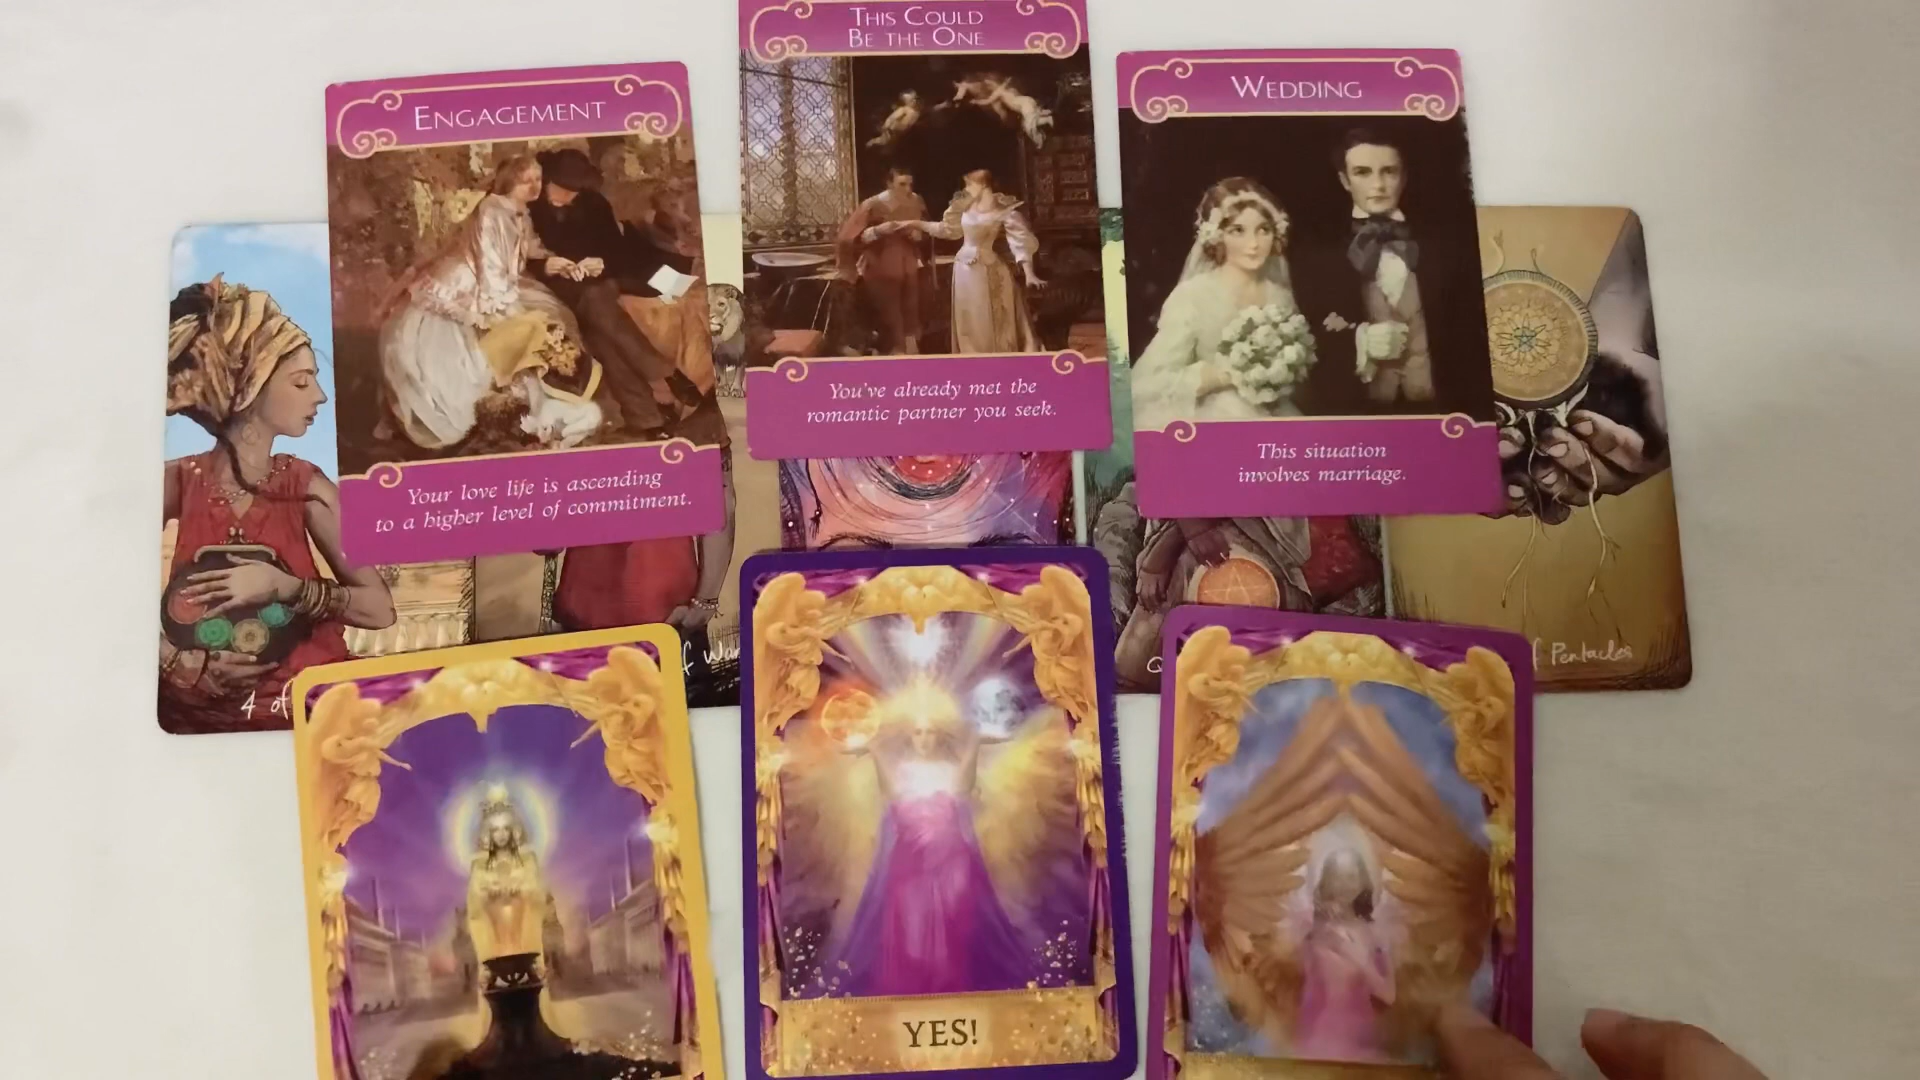 THIS COULD
BE THE ONE
ENGAGEMENT
WEDDING
You've already met the
romantic partner you seek.
This situation
involves marriage.
Your love life is ascending
to a higher level of commitment.
4 of
f Wan
Q
f Pentacles
YES!